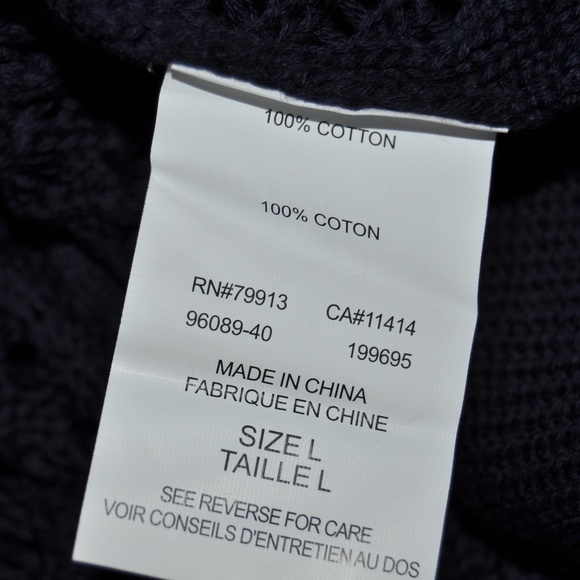 100% COTTON
100% COTON
RN#79913 CA#11414
96089-40 199695
MADE IN CHINA
FABRIQUE EN CHINE
SIZE L
TAILLE L
SEE REVERSE FOR CARE
VOIR CONSEILS D'ENTRETIEN AU DOS